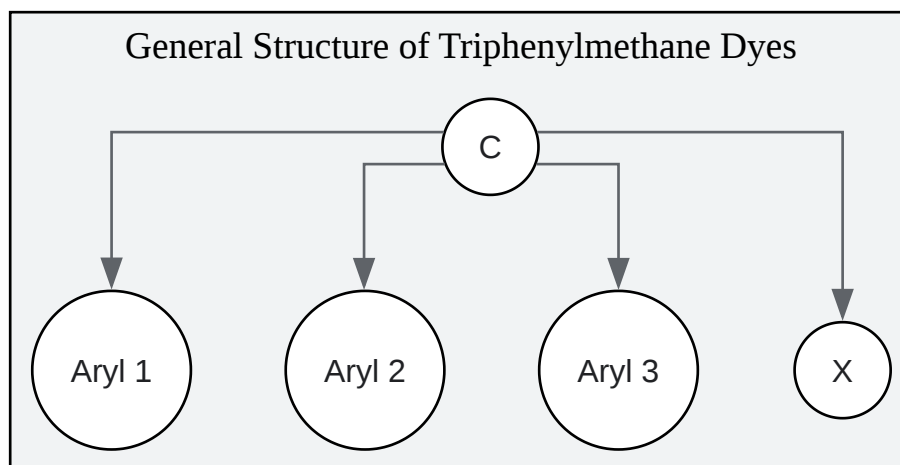 General Structure of Triphenylmethane Dyes
C
Aryl 1
Aryl 2
Aryl 3
X